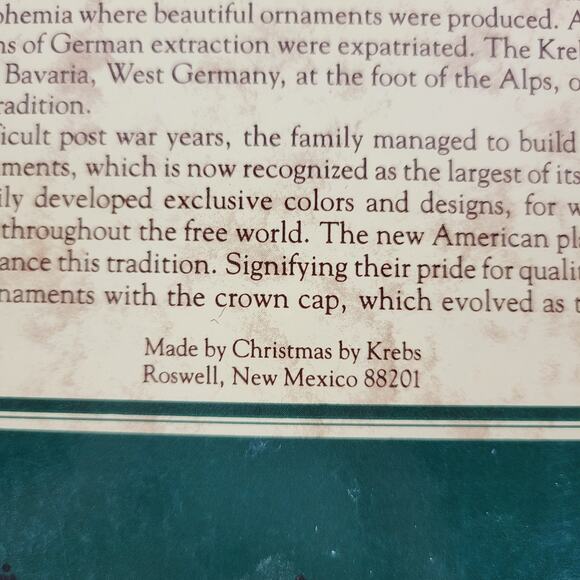 ohemia where beautiful ornaments were produced. A
ns of German extraction were expatriated. The Kre
Bavaria, West Germany, at the foot of the Alps, o
radition.
ficult post war years, the family managed to build
ments, which is now recognized as the largest of its
ily developed exclusive colors and designs, for w
throughout the free world. The new American pla
ance this tradition. Signifying their pride for quali
naments with the crown cap, which evolved as t
Made by Christmas by Krebs
Roswell, New Mexico 88201